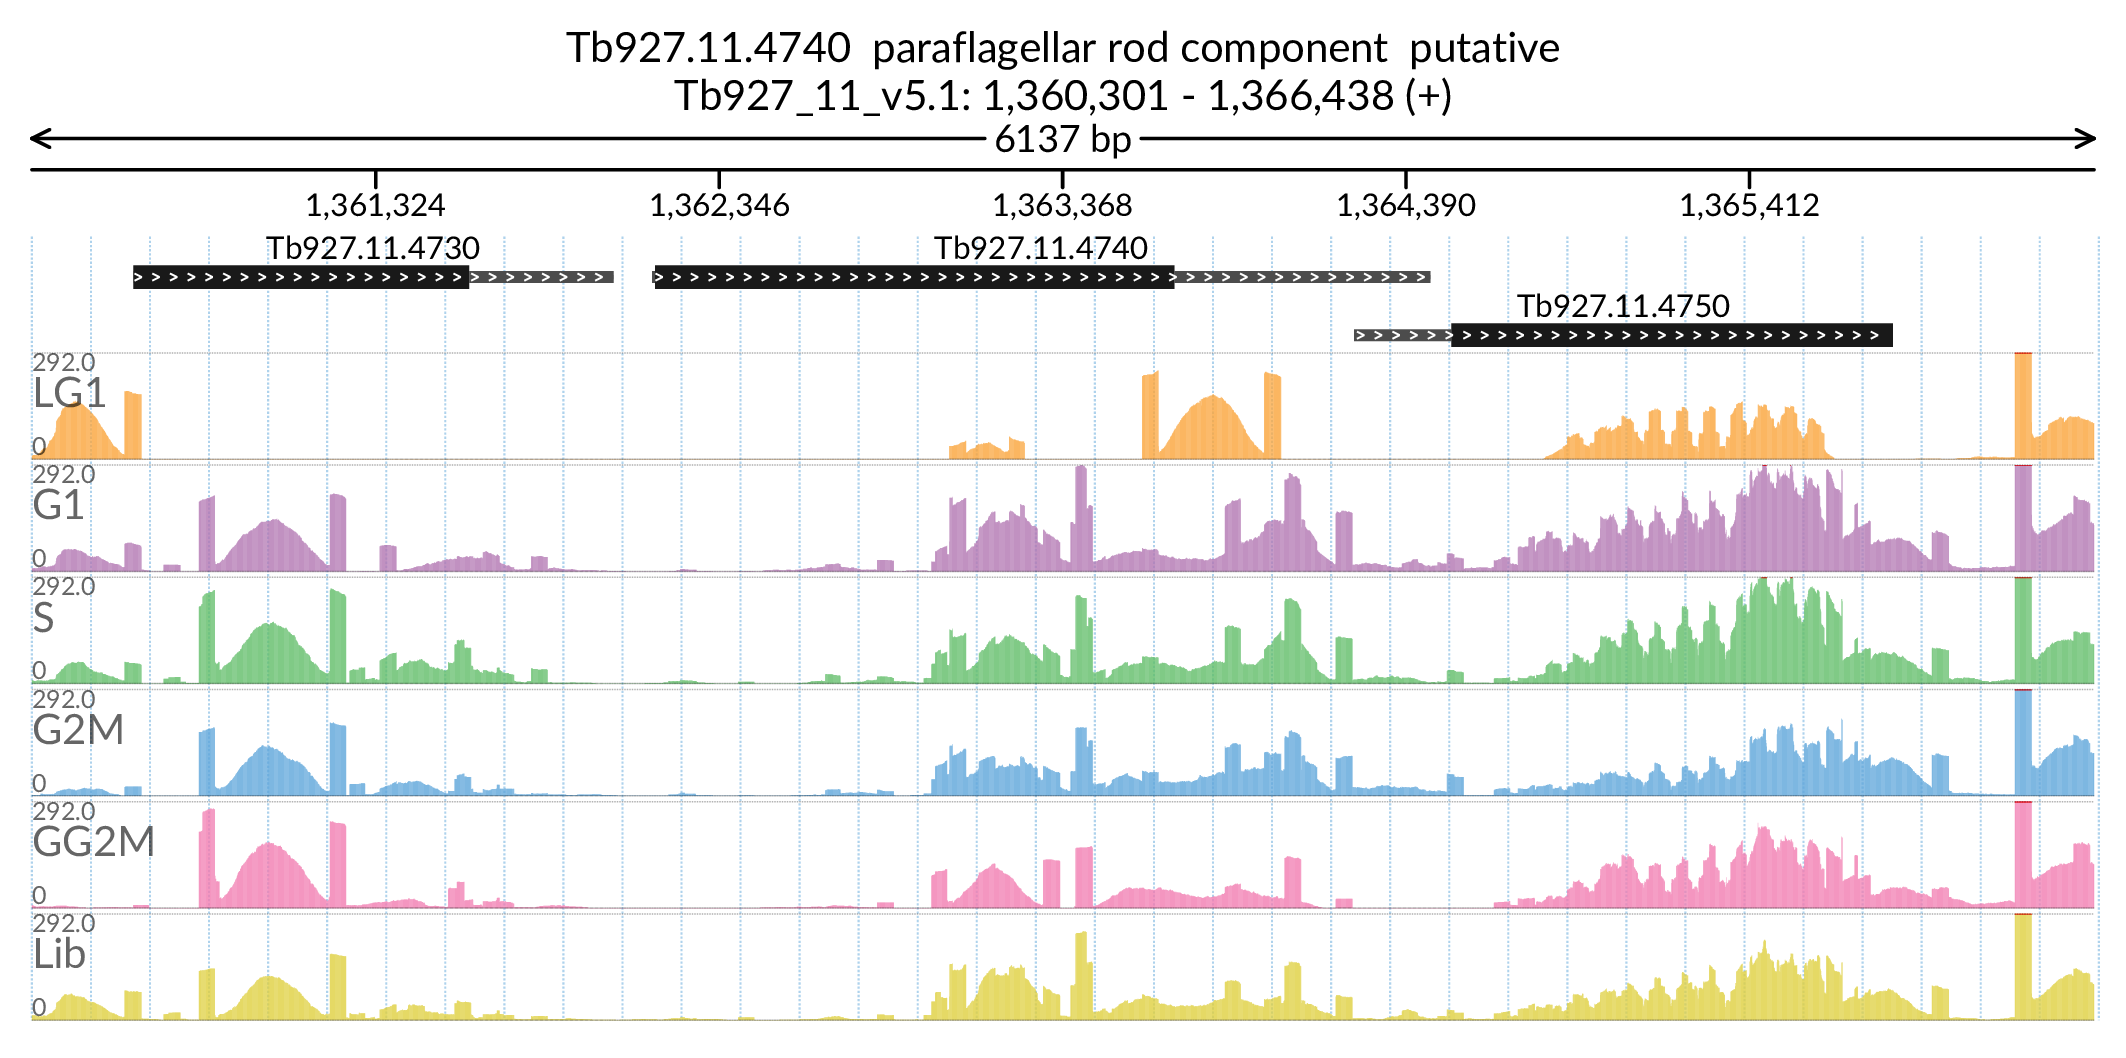 Tb927.11.4740  paraflagellar rod component  putative
Tb927_11_v5.1: 1,360,301 - 1,366,438 (+)
6137 bp
1,361,324 1,362,346 1,363,368 1,364,390 1,365,412
Tb927.11.4730 Tb927.11.4740
Tb927.11.4750
292.0
LG1
0
292.0
G1
0
292.0
S
0
292.0
G2M
0
292.0
GG2M
0
292.0
Lib
0